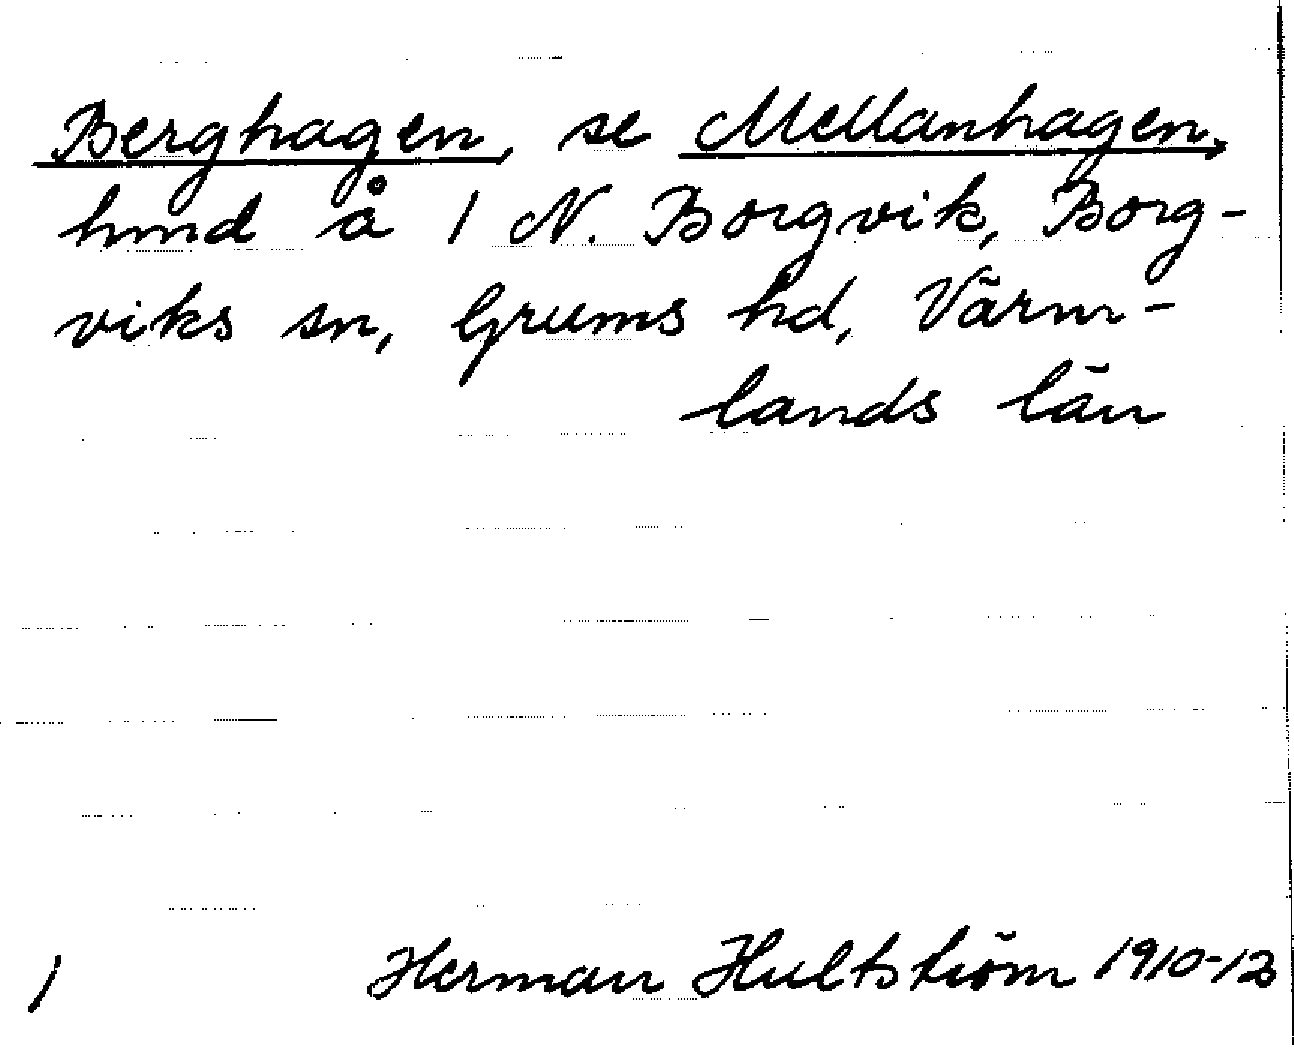 Berghagen, se Mellanhagen,
hmd å 1 N. Borgvik, Borg-
viks sn, Grums hd, Värm-
lands län
1 Herman Hultström 1910-12